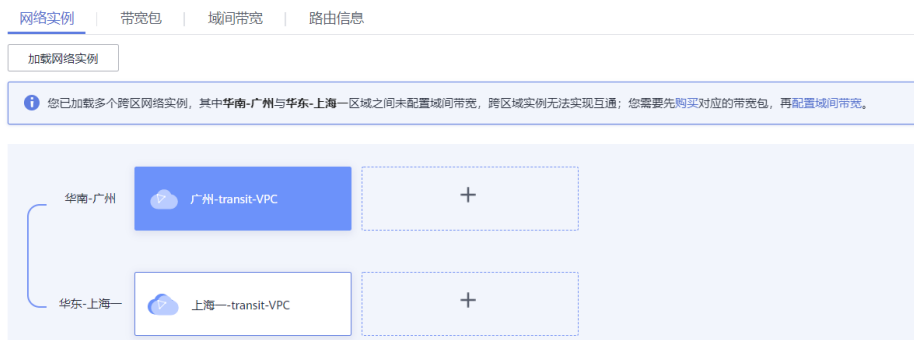 网络实例 | 带宽包 | 域间带宽 | 路由信息
加载网络实例
您已加载多个跨区网络实例，其中华南-广州与华东-上海一区域之间未配置域间带宽，跨区域实例无法实现互通；您需要先购买对应的带宽包，再配置域间带宽。
华南-广州 广州-transit-VPC +
华东-上海一 上海一-transit-VPC +